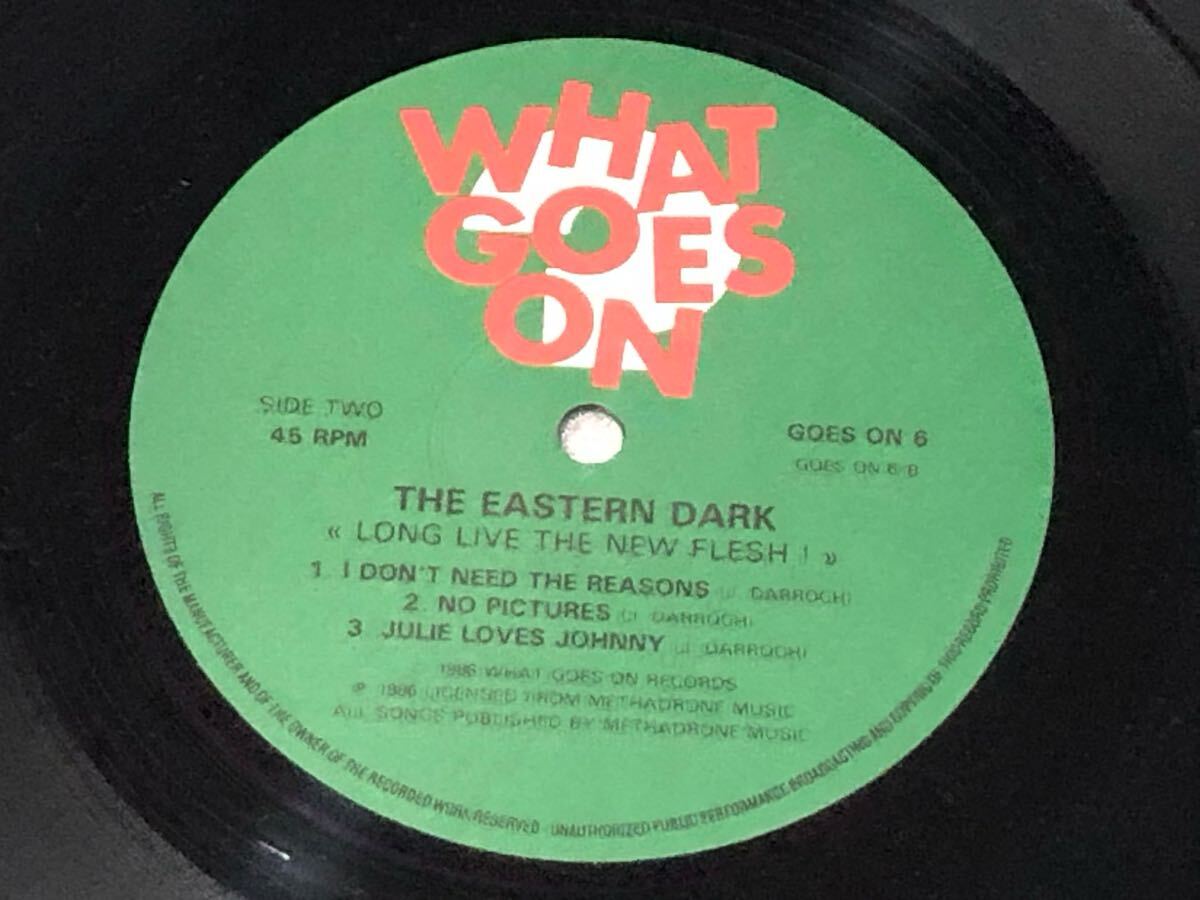 WHAT
GOES
ON
SIDE TWO
45 RPM
GOES ON 6
GOES ON 6 B
THE EASTERN DARK
« LONG LIVE THE NEW FLESH ! »
1. I DON'T NEED THE REASONS (J. DARROCH)
2. NO PICTURES (J. DARROCH)
3. JULIE LOVES JOHNNY (J. DARROCH)
1986 WHAT GOES ON RECORDS
℗ 1986 LICENSED FROM METHADRONE MUSIC
ALL SONGS PUBLISHED BY METHADRONE MUSIC
ALL RIGHTS OF THE MANUFACTURER AND OF THE OWNER OF THE RECORDED WORK RESERVED - UNAUTHORIZED PUBLIC PERFORMANCE BROADCASTING AND COPYING OF THIS RECORD PROHIBITED